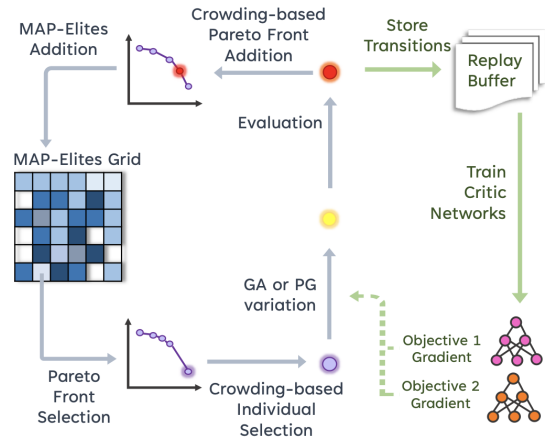 MAP-Elites
Addition
Crowding-based
Pareto Front
Addition
Store
Transitions
Replay
Buffer
Evaluation
MAP-Elites Grid
Train
Critic
Networks
GA or PG
variation
Objective 1
Gradient
Objective 2
Gradient
Pareto
Front
Selection
Crowding-based
Individual
Selection